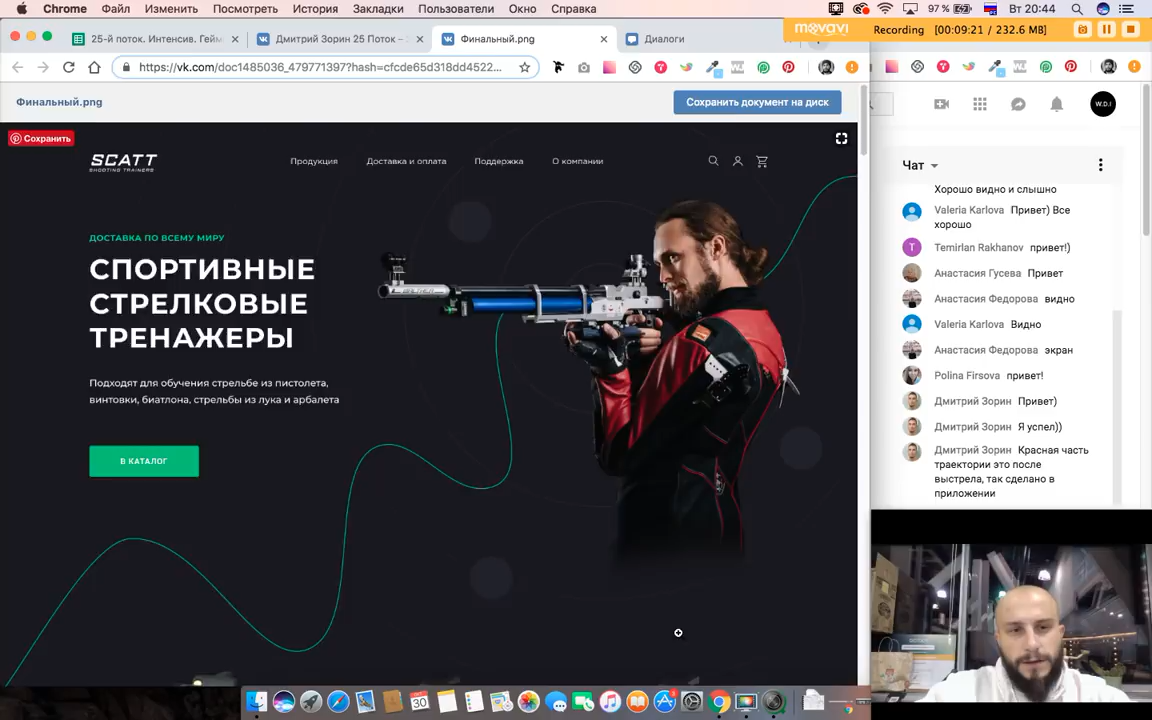 Chrome Файл Изменить Посмотреть История Закладки Пользователи Окно Справка
97 % Вт 20:44
movavi Recording (00:09:21 / 232.6 MB)
25-й поток. Интенсив. Гейм
Дмитрий Зорин 25 Поток –
Финальный.png
Диалоги
https://vk.com/doc1485036_479771397?hash=cfcde65d318dd4522...
Финальный.png
Сохранить документ на диск
Сохранить
SCATT
SHOOTING TRAINERS
Продукция Доставка и оплата Поддержка О компании
ДОСТАВКА ПО ВСЕМУ МИРУ
СПОРТИВНЫЕ
СТРЕЛКОВЫЕ
ТРЕНАЖЕРЫ
Подходят для обучения стрельбе из пистолета,
винтовки, биатлона, стрельбы из лука и арбалета
В КАТАЛОГ
W.D.I
Чат
Хорошо видно и слышно
Valeria Karlova Привет) Все
хорошо
T
Temirlan Rakhanov привет!)
Анастасия Гусева Привет
Анастасия Федорова видно
Valeria Karlova Видно
Анастасия Федорова экран
Polina Firsova привет!
Дмитрий Зорин Привет)
Дмитрий Зорин Я успел))
Дмитрий Зорин Красная часть
траектории это после
выстрела, так сделано в
приложении
30